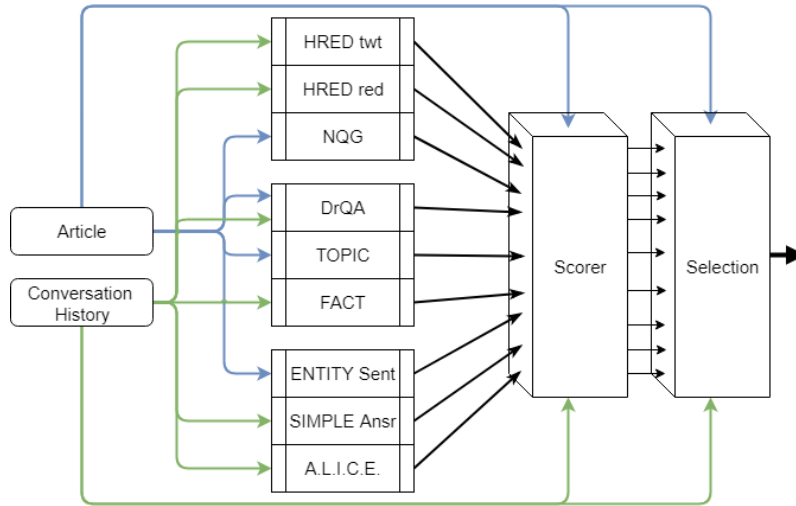 HRED twt
HRED red
NQG
Article
Conversation
History
DrQA
TOPIC
FACT
ENTITY Sent
SIMPLE Ansr
A.L.I.C.E.
Scorer
Selection